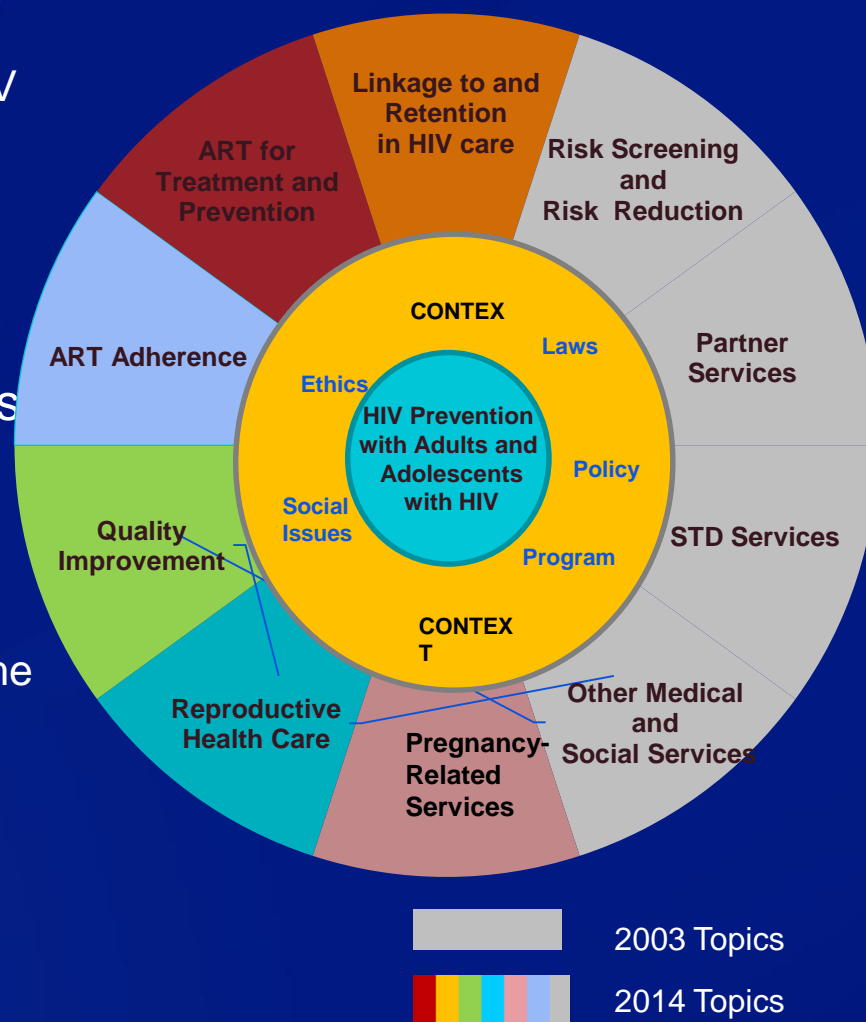 Linkage to and
Retention
in HIV care
Risk Screening
and
Risk Reduction
Partner
Services
STD Services
Other Medical
and
Social Services
Pregnancy-
Related
Services
Reproductive
Health Care
Quality
Improvement
ART Adherence
ART for
Treatment and
Prevention
CONTEX
Laws
Ethics
Policy
Social
Issues
Program
CONTEX
T
HIV Prevention
with Adults and
Adolescents
with HIV
2003 Topics
2014 Topics